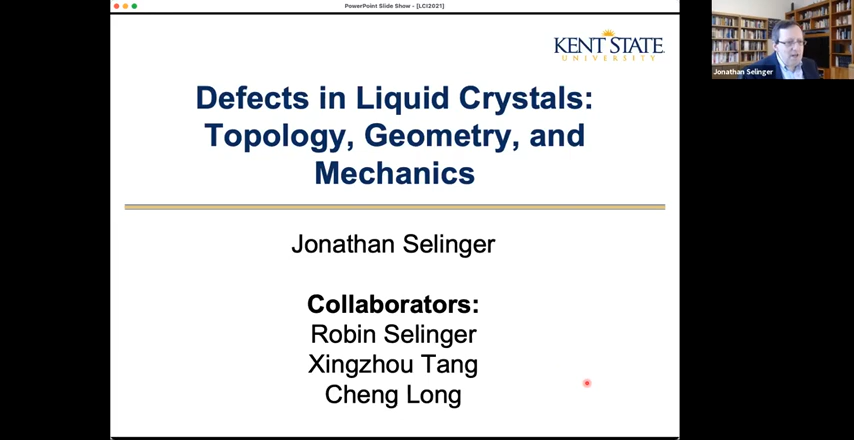 PowerPoint Slide Show - [LCI2021]
KENT STATE
UNIVERSITY
Jonathan Selinger
Defects in Liquid Crystals:
Topology, Geometry, and
Mechanics
Jonathan Selinger
Collaborators:
Robin Selinger
Xingzhou Tang
Cheng Long